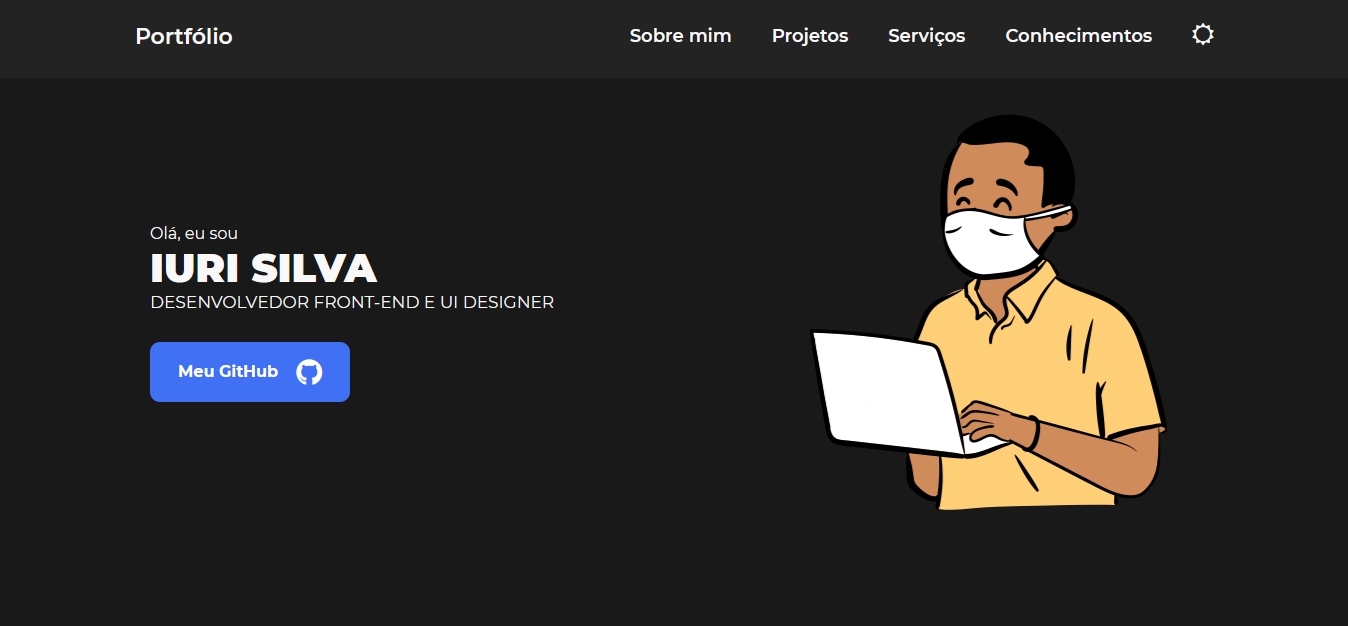 Portfólio
Sobre mim Projetos Serviços Conhecimentos
Olá, eu sou
IURI SILVA
DESENVOLVEDOR FRONT-END E UI DESIGNER
Meu GitHub